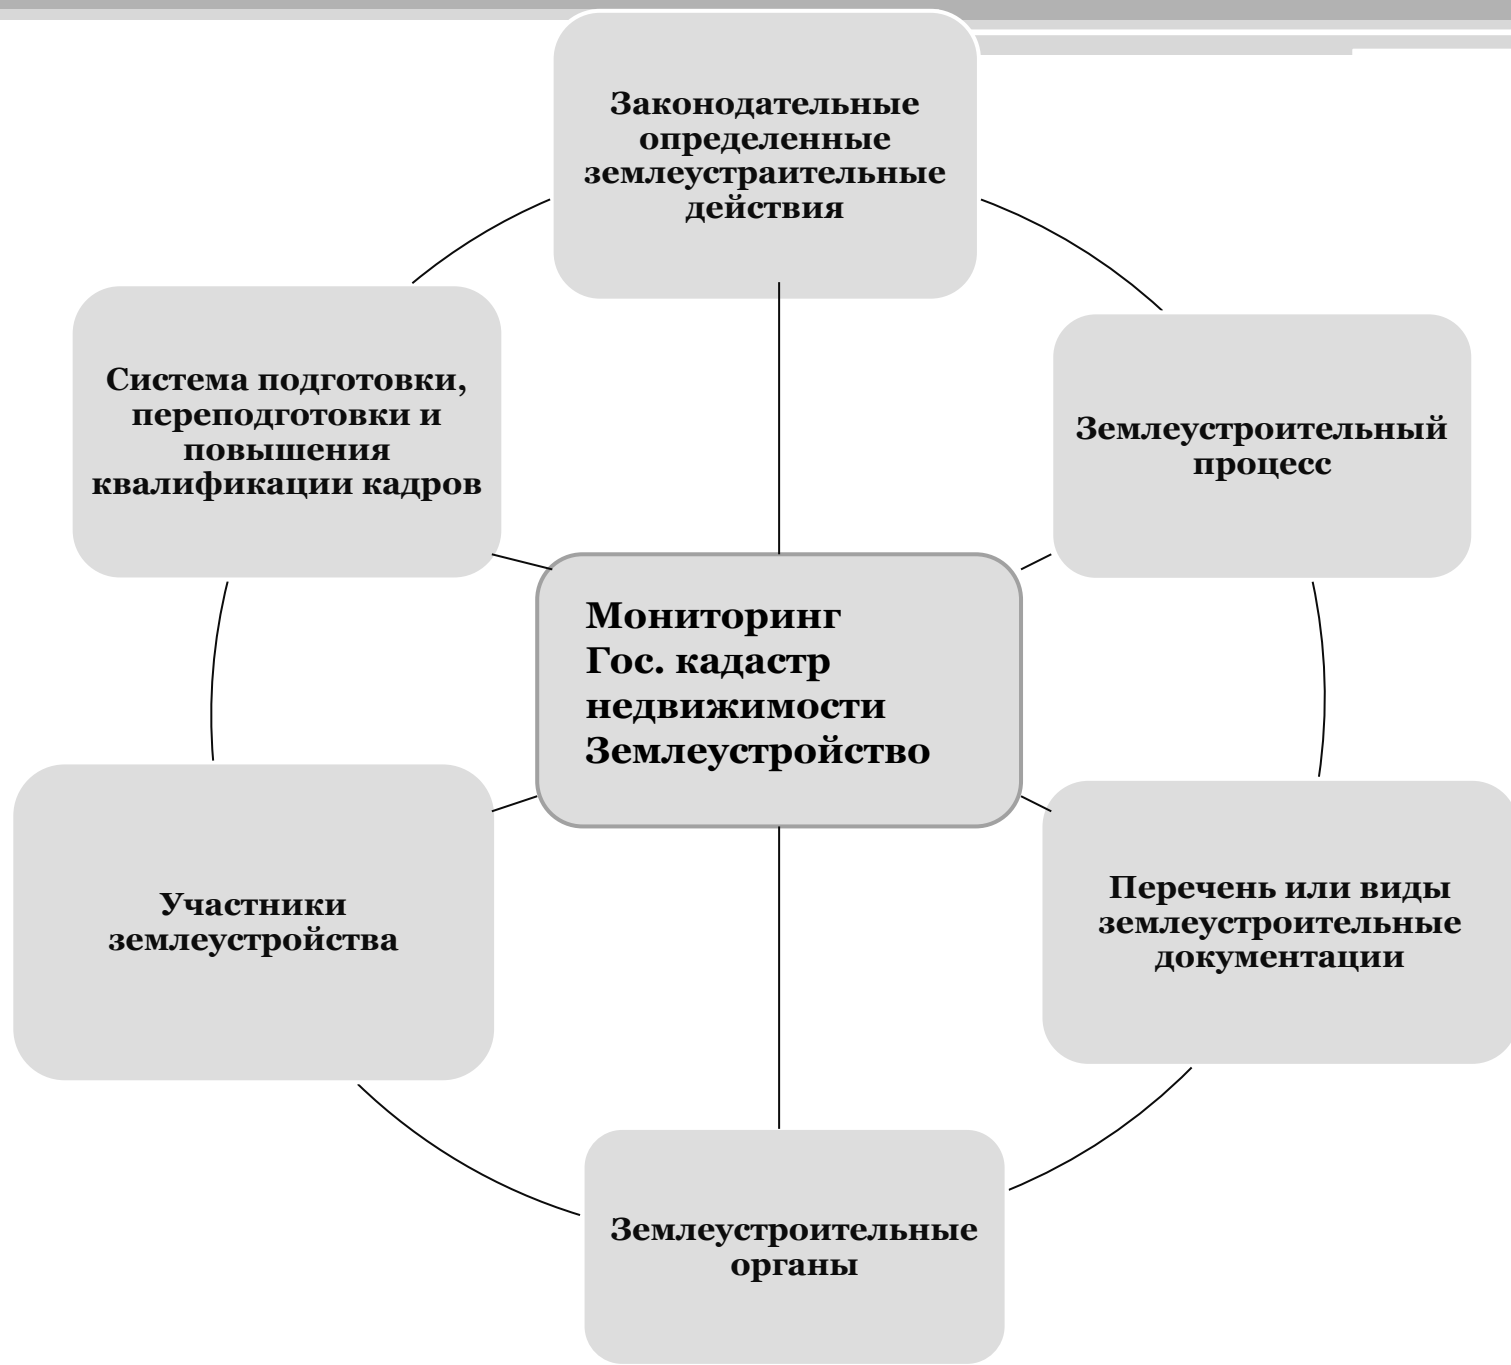 Законодательные
определенные
землеустраительные
действия
Система подготовки,
переподготовки и
повышения
квалификации кадров
Землеустроительный
процесс
Мониторинг
Гос. кадастр
недвижимости
Землеустройство
Участники
землеустройства
Перечень или виды
землеустроительные
документации
Землеустроительные
органы